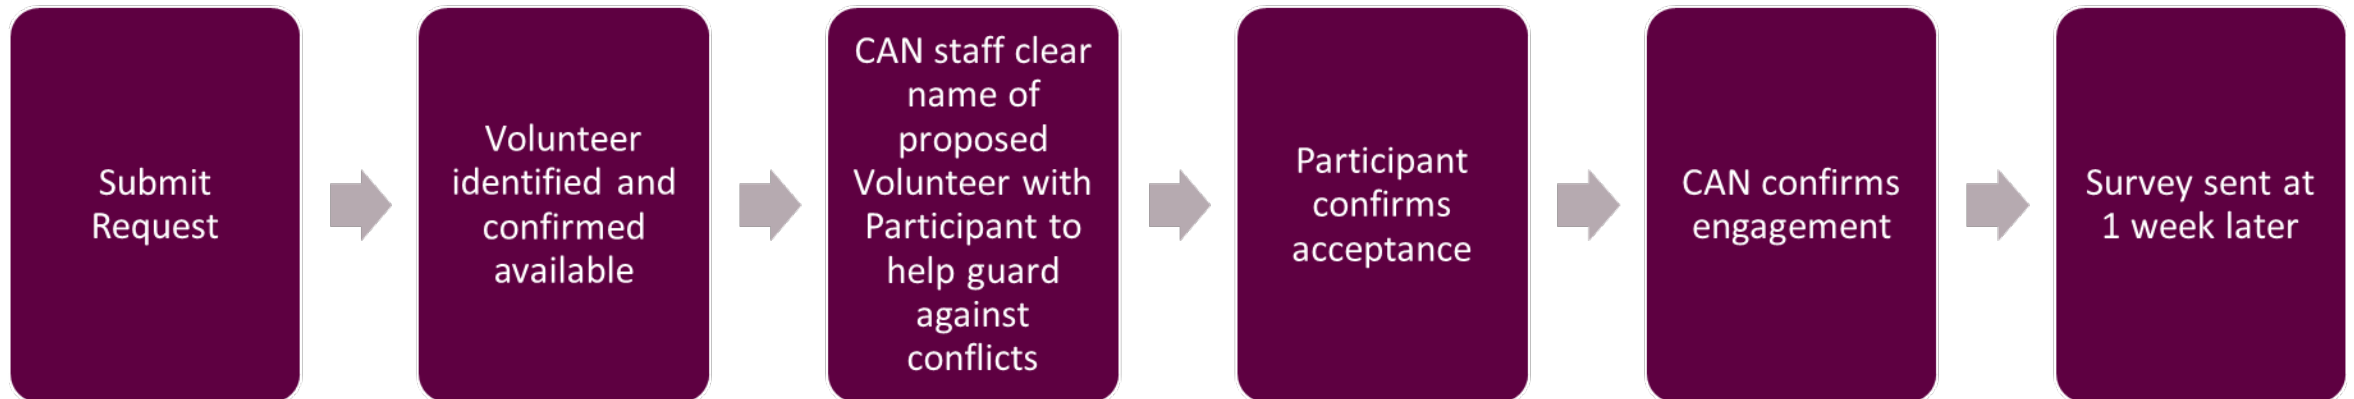 Submit
Request
Volunteer
identified and
confirmed
available
CAN staff clear
name of
proposed
Volunteer with
Participant to
help guard
against
conflicts
Participant
confirms
acceptance
CAN confirms
engagement
Survey sent at
1 week later